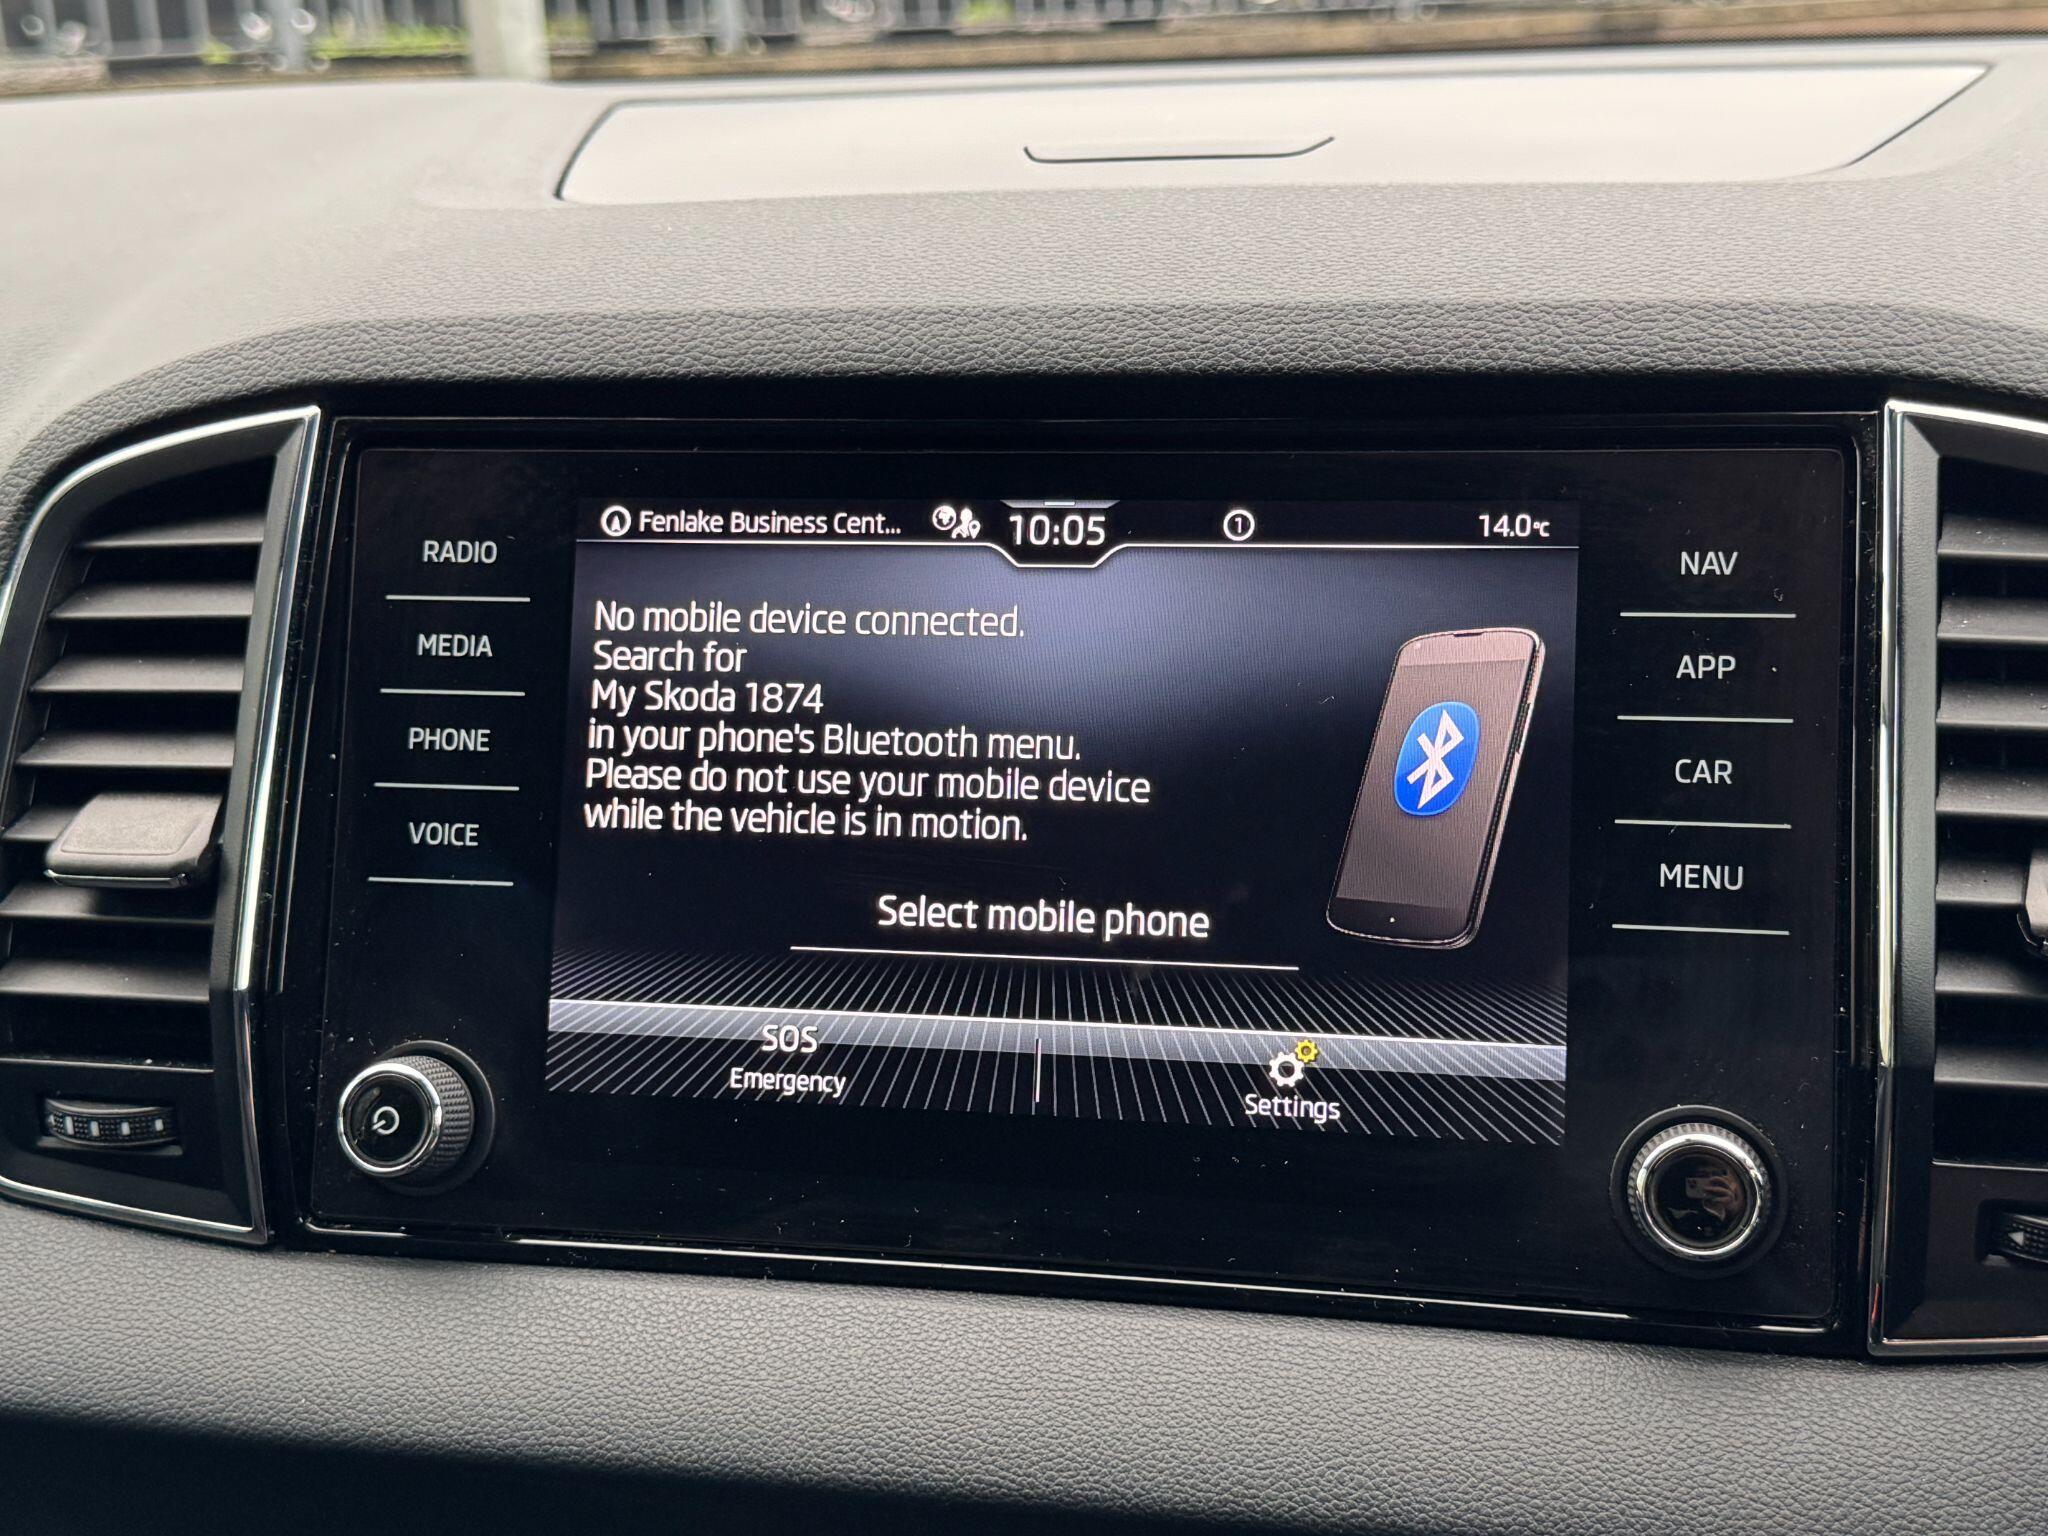 Fenlake Business Cent...
10:05
1
14.0°C
RADIO
MEDIA
PHONE
VOICE
No mobile device connected.
Search for
My Skoda 1874
in your phone's Bluetooth menu.
Please do not use your mobile device
while the vehicle is in motion.
Select mobile phone
SOS
Emergency
Settings
NAV
APP
CAR
MENU